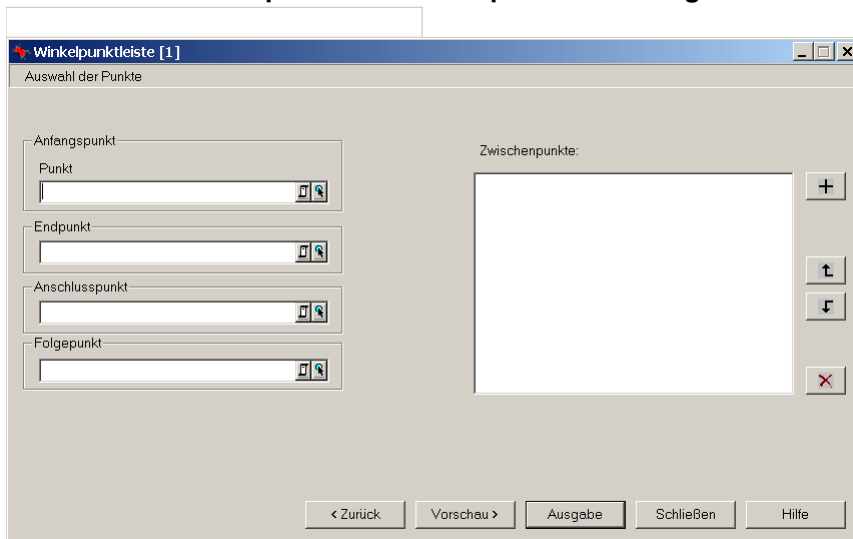 Winkelpunktleiste [1]
Auswahl der Punkte
Anfangspunkt
Punkt
Endpunkt
Anschlusspunkt
Folgepunkt
Zwischenpunkte:
< Zurück
Vorschau >
Ausgabe
Schließen
Hilfe